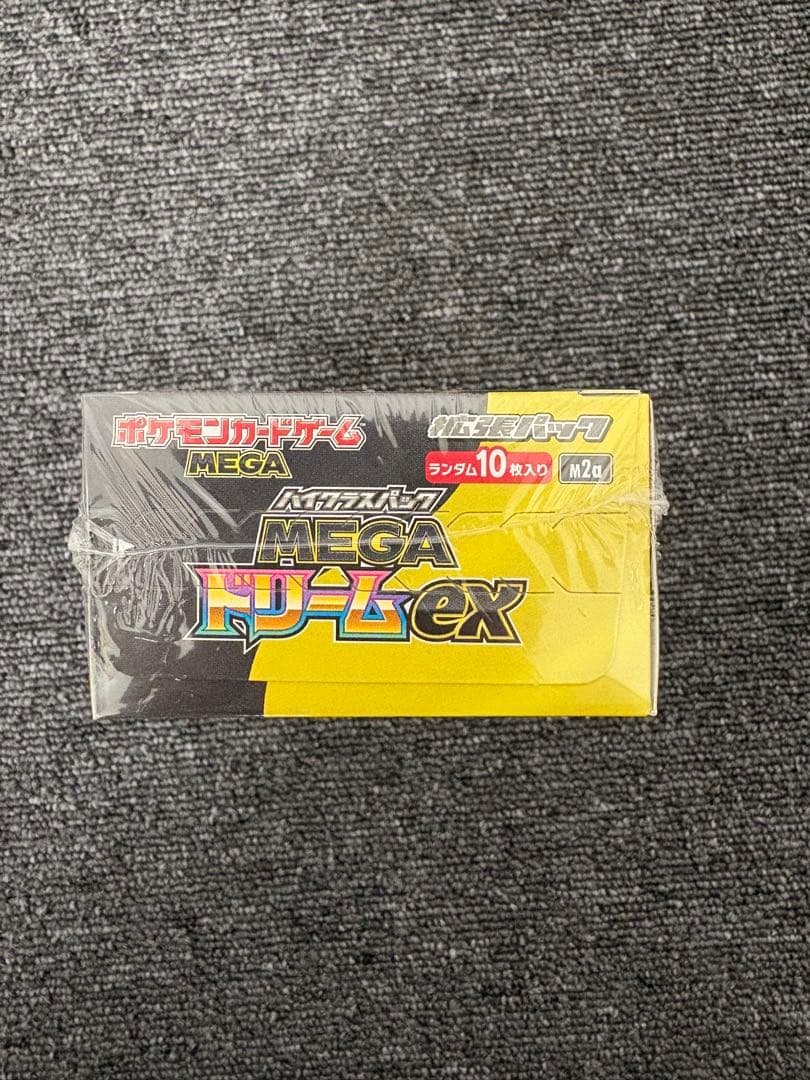 ポケモンカードゲーム
MEGA
拡張パック
ランダム10枚入り
M2a
ハイクラスパック
MEGA
ドリームex